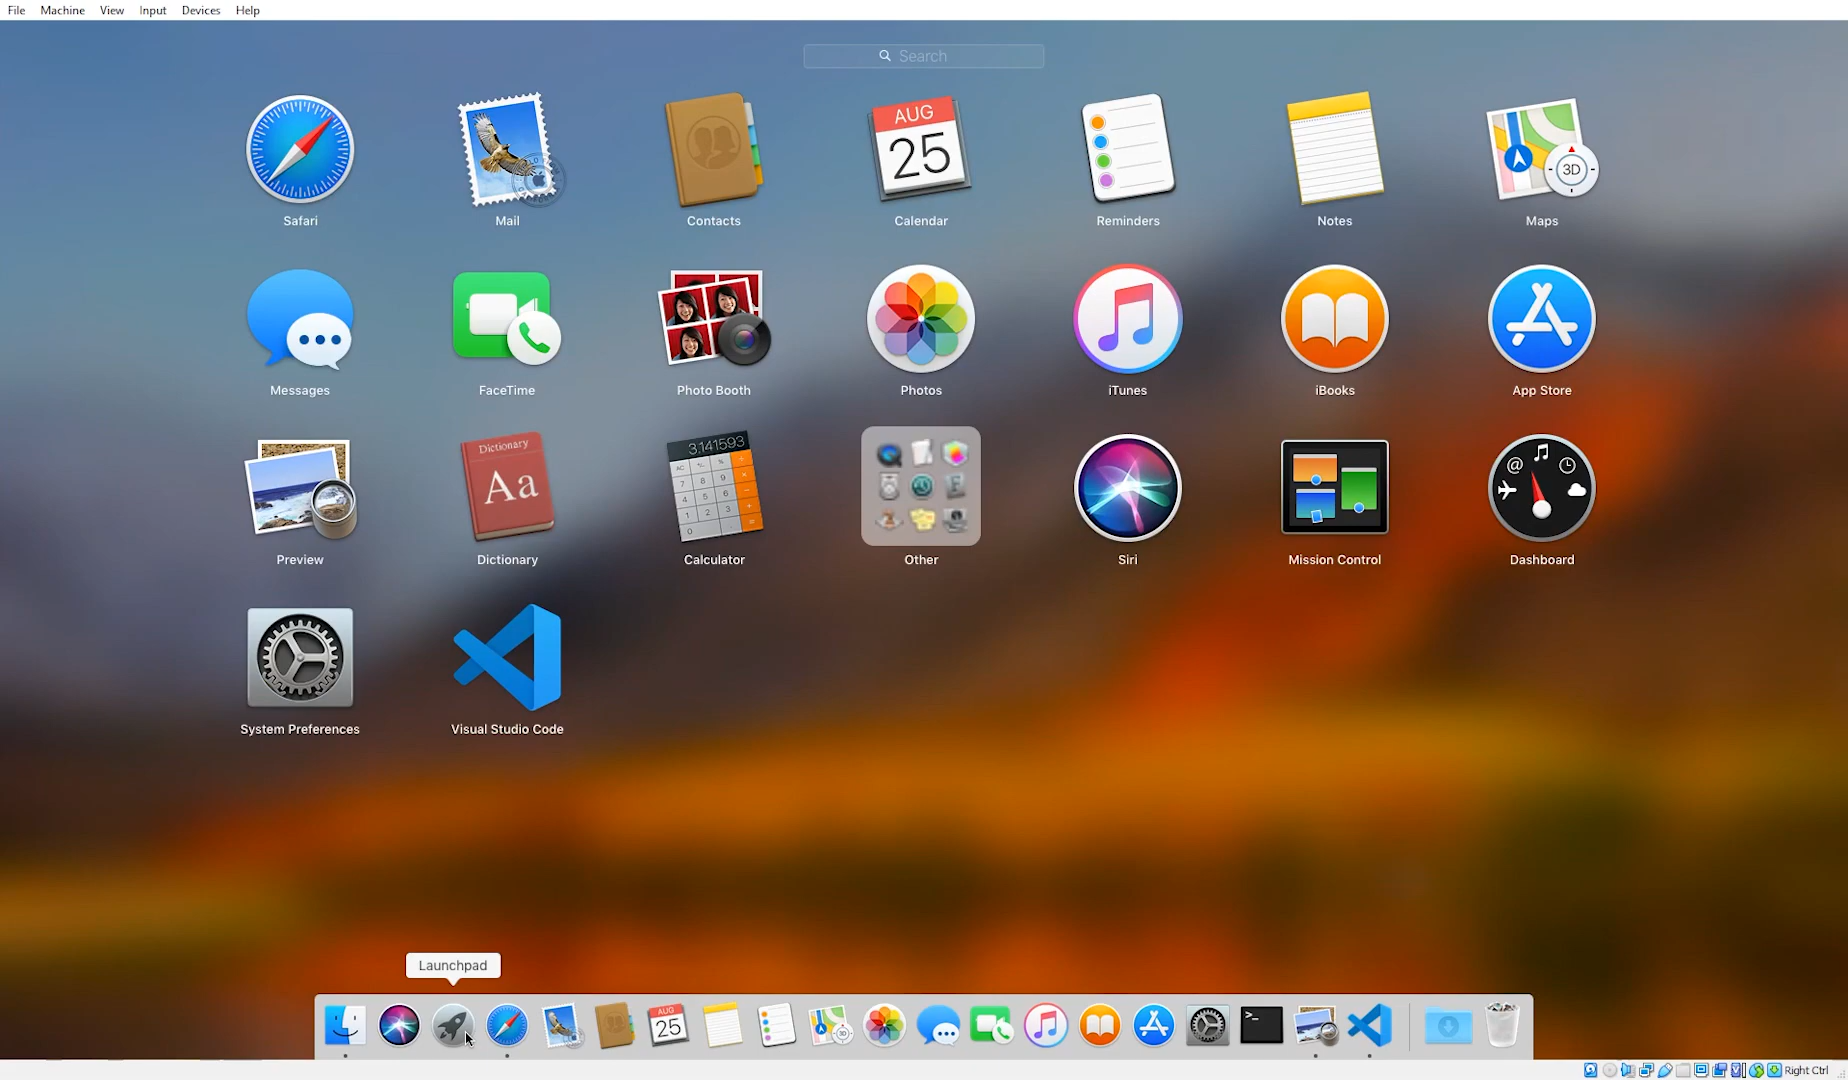 File Machine View Input Devices Help
Search
AUG
25
3D
Safari Mail Contacts Calendar Reminders Notes Maps
Messages FaceTime Photo Booth Photos iTunes iBooks App Store
Dictionary
Aa
3.141593
@
Preview Dictionary Calculator Other Siri Mission Control Dashboard
System Preferences Visual Studio Code
Launchpad
AUG
25
>_
Right Ctrl